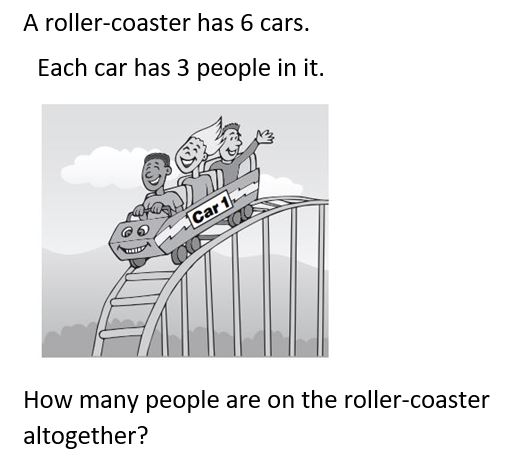 A roller-coaster has 6 cars.
Each car has 3 people in it.
Car 1
How many people are on the roller-coaster
altogether?